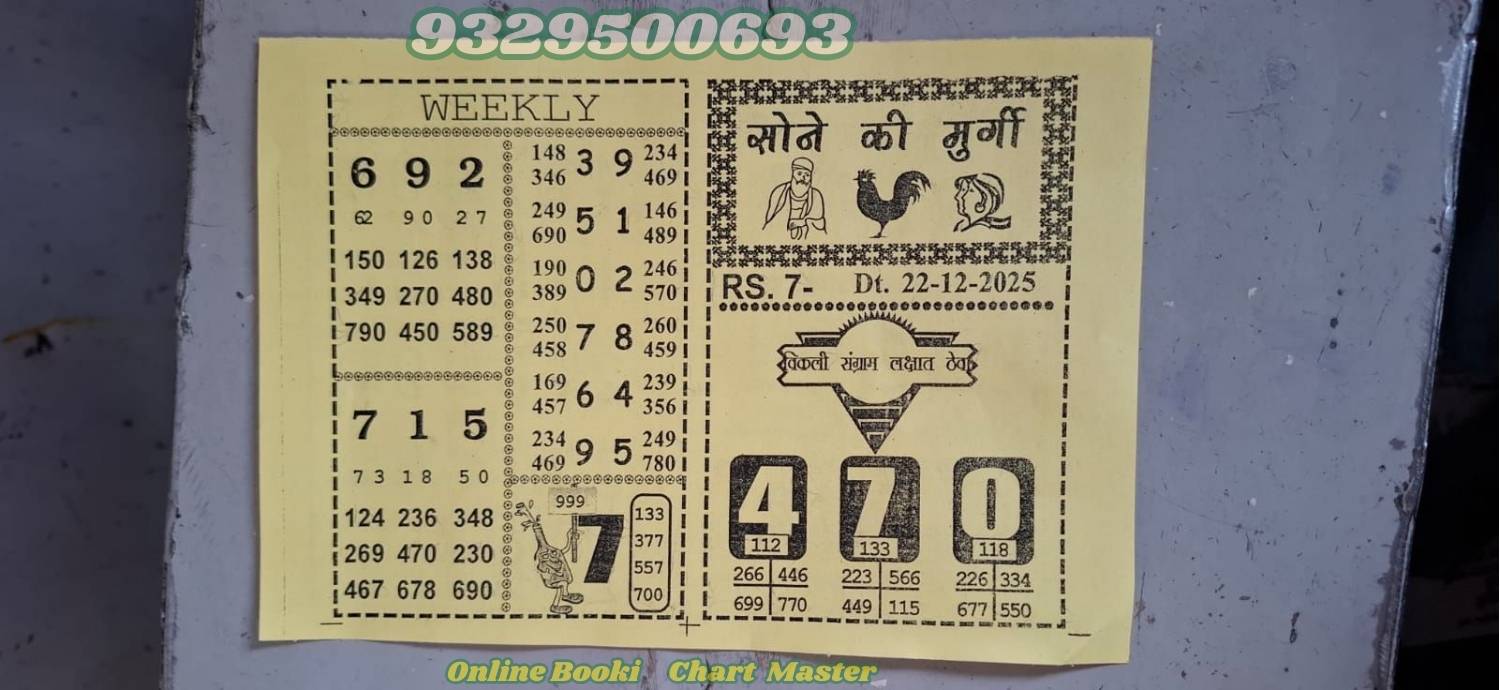 9329500693
WEEKLY
6 9 2
62 90 27
150 126 138
349 270 480
790 450 589
7 1 5
73 18 50
124 236 348
269 470 230
467 678 690
148 3 9 234
346 469
249 5 1 146
690 489
190 0 2 246
389 570
250 7 8 260
458 459
169 6 4 239
457 356
234 9 5 249
469 780
999
7
133
377
557
700
सोने की मुर्गी
RS. 7- Dt. 22-12-2025
विकली संग्राम लक्षात ठेवा
4 7 0
112 133 118
266 446 223 566 226 334
699 770 449 115 677 550
Online Booki Chart Master